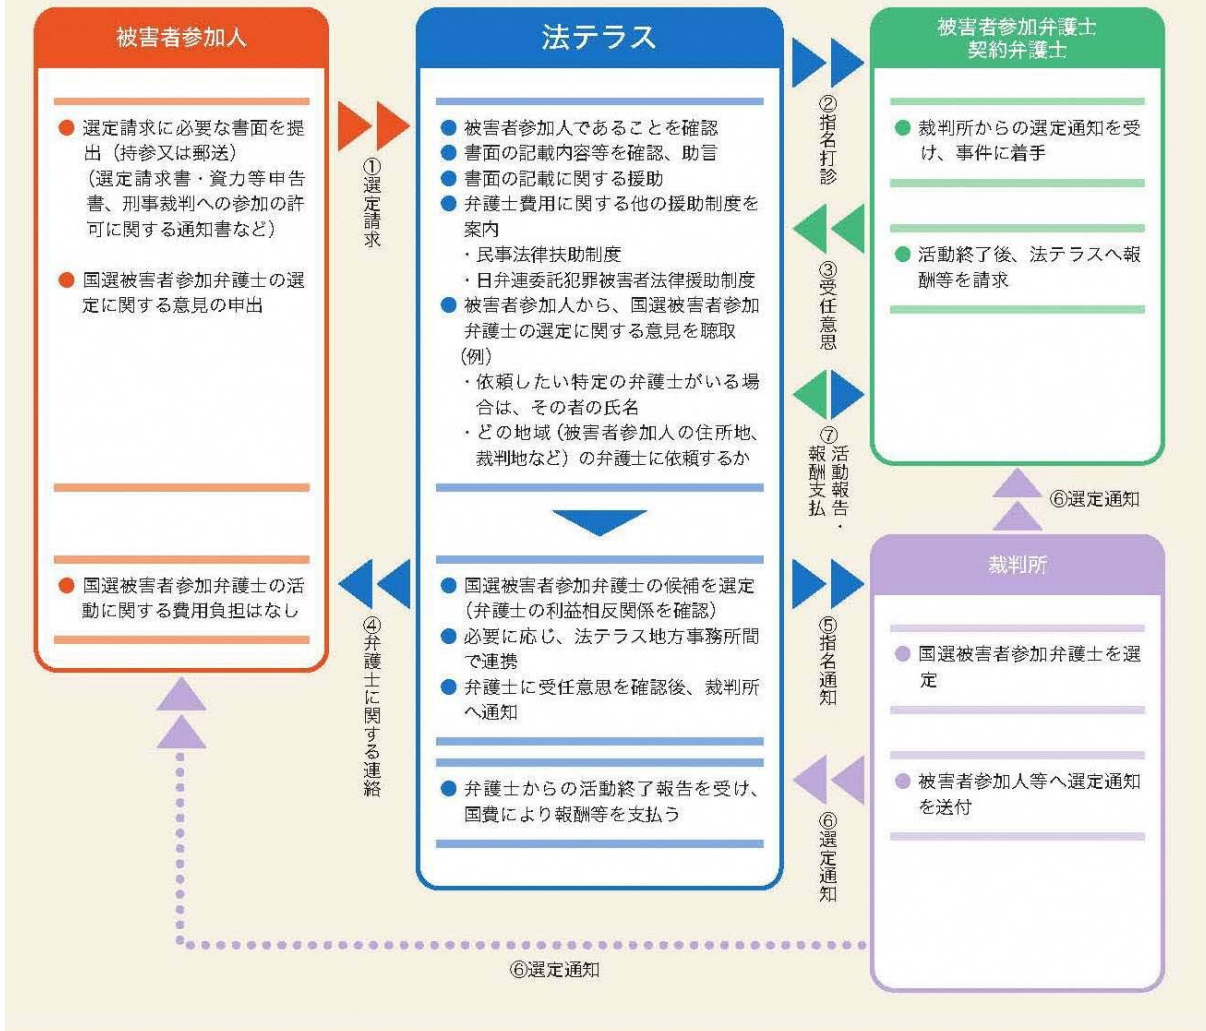 被害者参加人
選定請求に必要な書面を提
出（持参又は郵送）
（選定請求書・資力等申告
書、刑事裁判への参加の許
可に関する通知書など）
国選被害者参加弁護士の選
定に関する意見の申出
国選被害者参加弁護士の活
動に関する費用負担はなし
①選定請求
④弁護士に関する連絡
法テラス
被害者参加人であることを確認
書面の記載内容等を確認、助言
書面の記載に関する援助
弁護士費用に関する他の援助制度を
案内
・民事法律扶助制度
・日弁連委託犯罪被害者法律援助制度
被害者参加人から、国選被害者参加
弁護士の選定に関する意見を聴取
（例）
・依頼したい特定の弁護士がいる場
合は、その者の氏名
・どの地域（被害者参加人の住所地、
裁判地など）の弁護士に依頼するか
国選被害者参加弁護士の候補を選定
（弁護士の利益相反関係を確認）
必要に応じ、法テラス地方事務所間
で連携
弁護士に受任意思を確認後、裁判所
へ通知
弁護士からの活動終了報告を受け、
国費により報酬等を支払う
②指名打診
③受任意思
⑦活動報告・
報酬支払
⑤指名通知
⑥選定通知
被害者参加弁護士
契約弁護士
裁判所からの選定通知を受
け、事件に着手
活動終了後、法テラスへ報
酬等を請求
⑥選定通知
裁判所
国選被害者参加弁護士を選
定
被害者参加人等へ選定通知
を送付
⑥選定通知